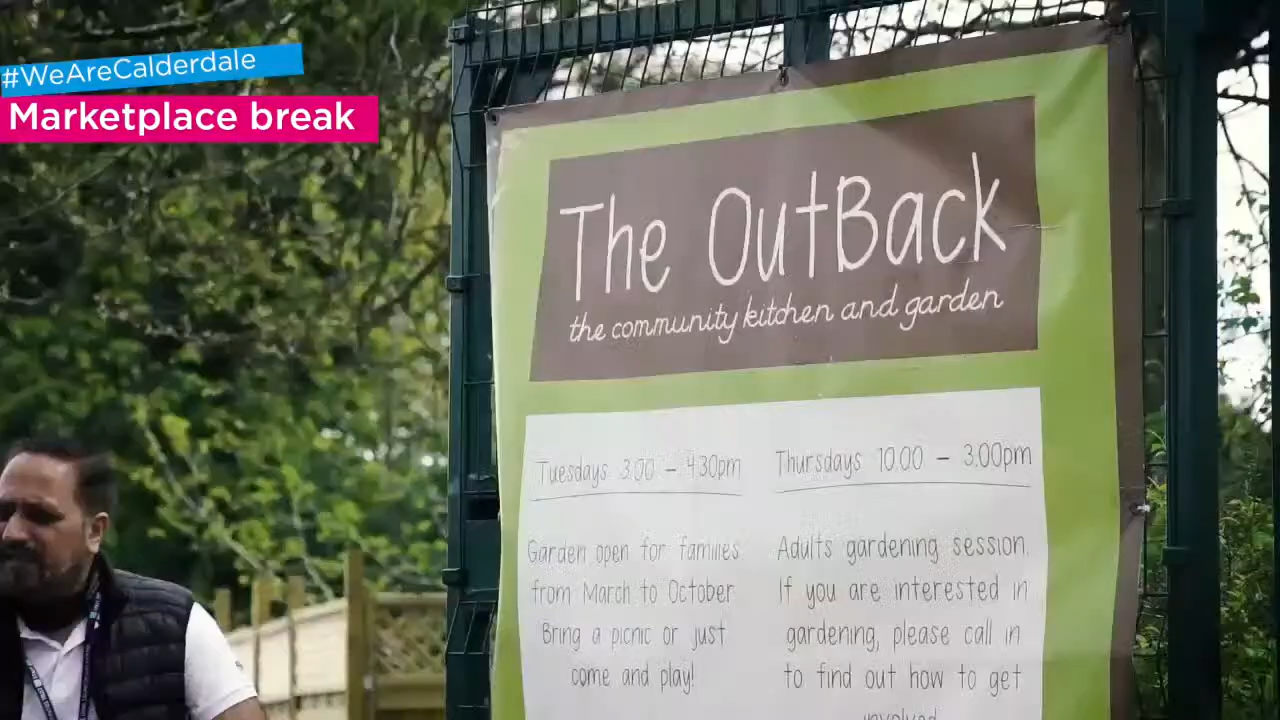 #WeAreCalderdale
Marketplace break
The OutBack
the community kitchen and garden
Tuesdays 3.00 - 4.30pm
Garden open for families
from March to October
Bring a picnic or just
come and play!
Thursdays 10.00 - 3.00pm
Adults gardening session.
If you are interested in
gardening, please call in
to find out how to get
involved